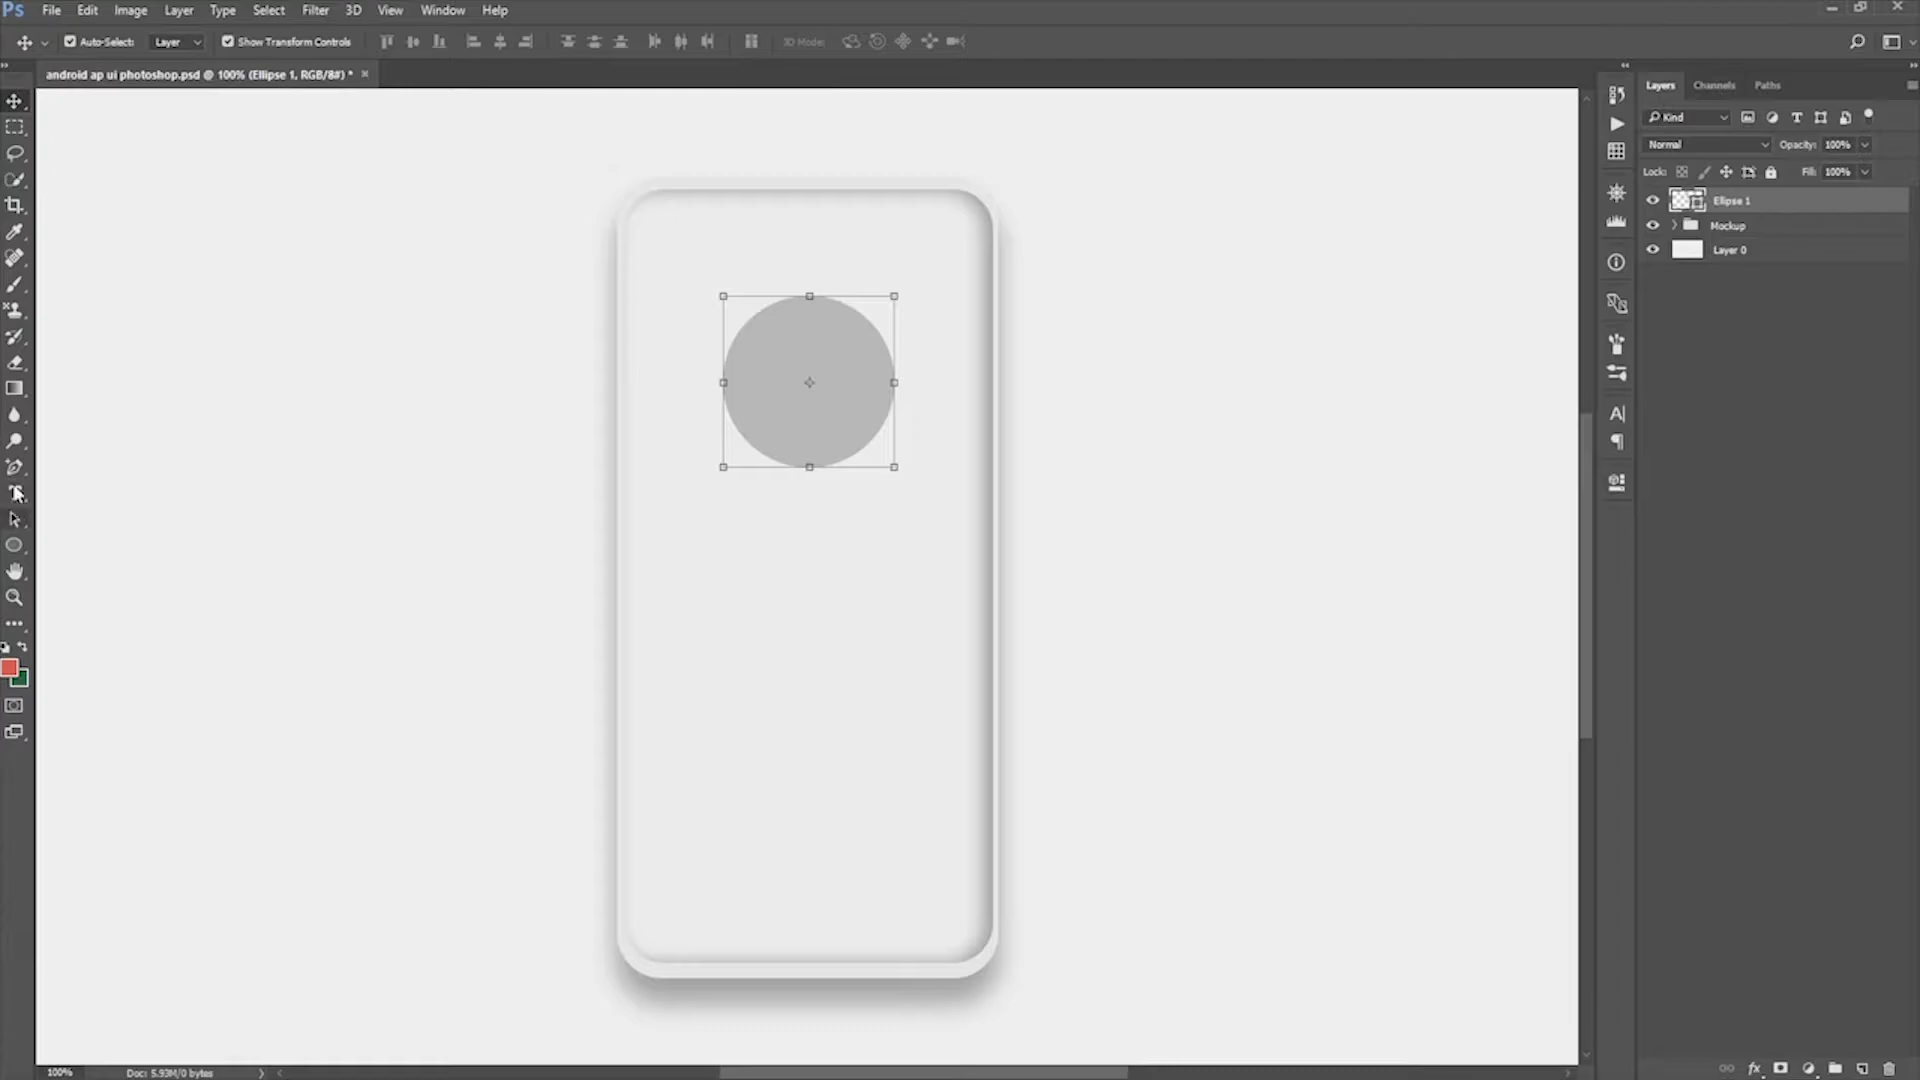 Ps File Edit Image Layer Type Select Filter 3D View Window Help
Auto-Select: Layer Show Transform Controls 3D Mode:
android ap ui photoshop.psd @ 100% (Ellipse 1, RGB/8#) *
Layers Channels Paths
Kind
Normal Opacity: 100%
Lock: Fill: 100%
Ellipse 1
Mockup
Layer 0
100% Doc: 5.93M/0 bytes